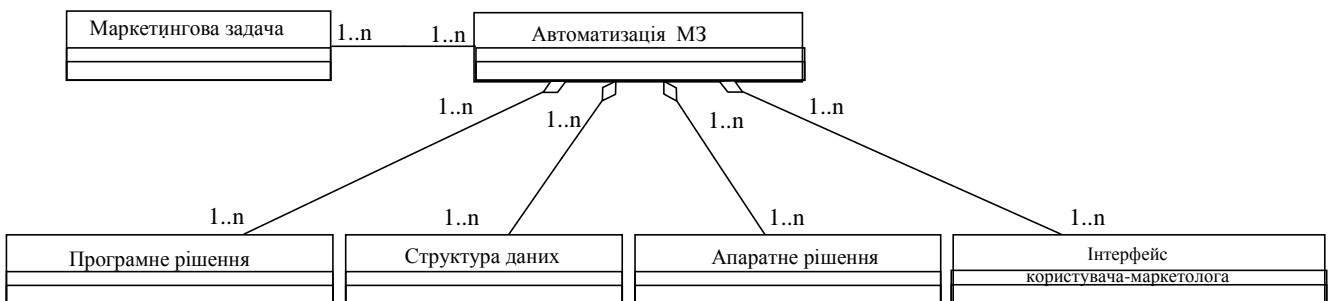 Маркетингова задача
1..n
1..n
Автоматизація МЗ
1..n
1..n
1..n
1..n
1..n
1..n
1..n
1..n
Програмне рішення
Структура даних
Апаратне рішення
Інтерфейс
користувача-маркетолога